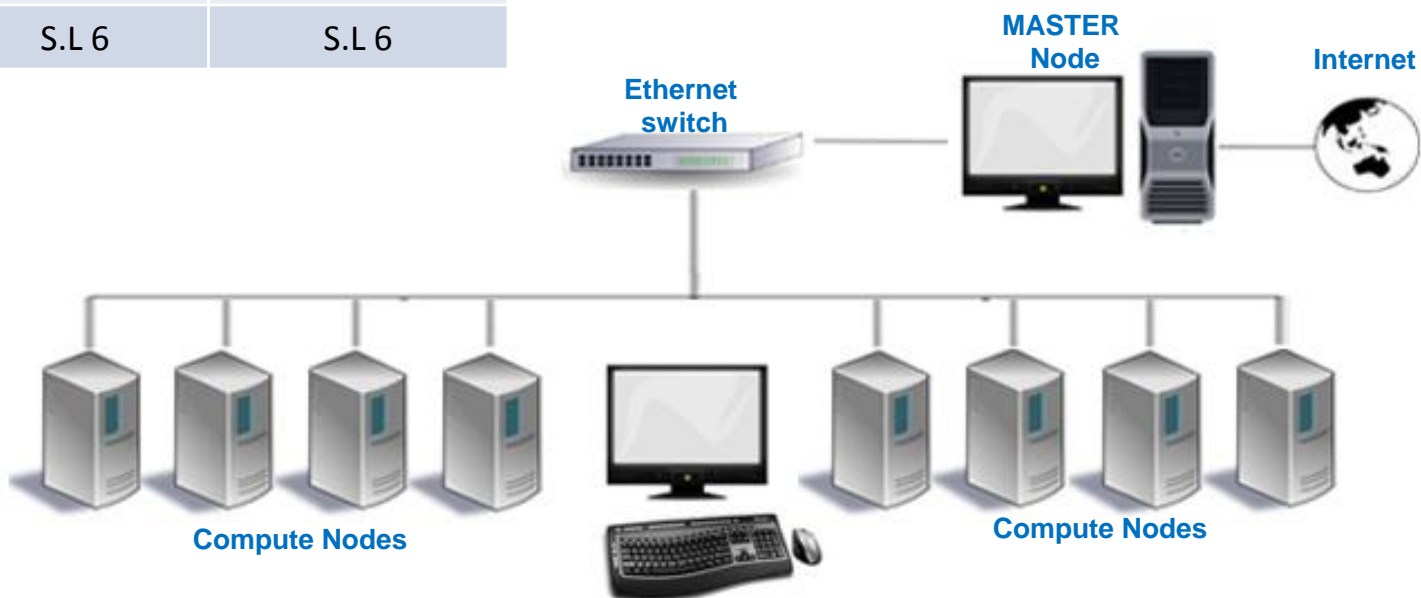 S.L 6 S.L 6
MASTER
Node
Internet
Ethernet
switch
Compute Nodes
Compute Nodes